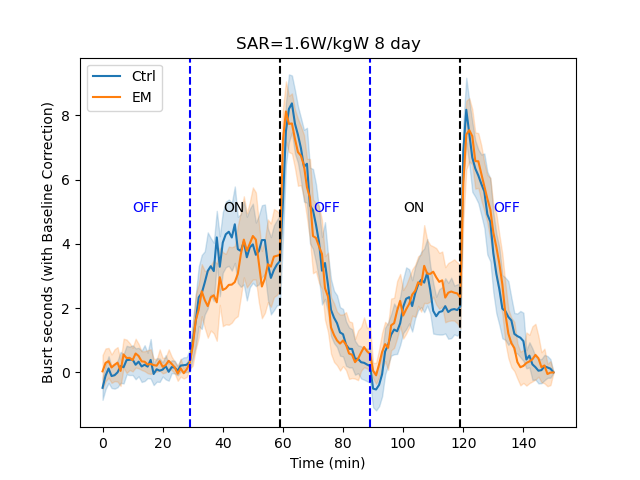 SAR=1.6W/kgW 8 day
Ctrl
EM
Busrt seconds (with Baseline Correction)
8
6
4
2
0
OFF
ON
OFF
ON
OFF
0 20 40 60 80 100 120 140
Time (min)